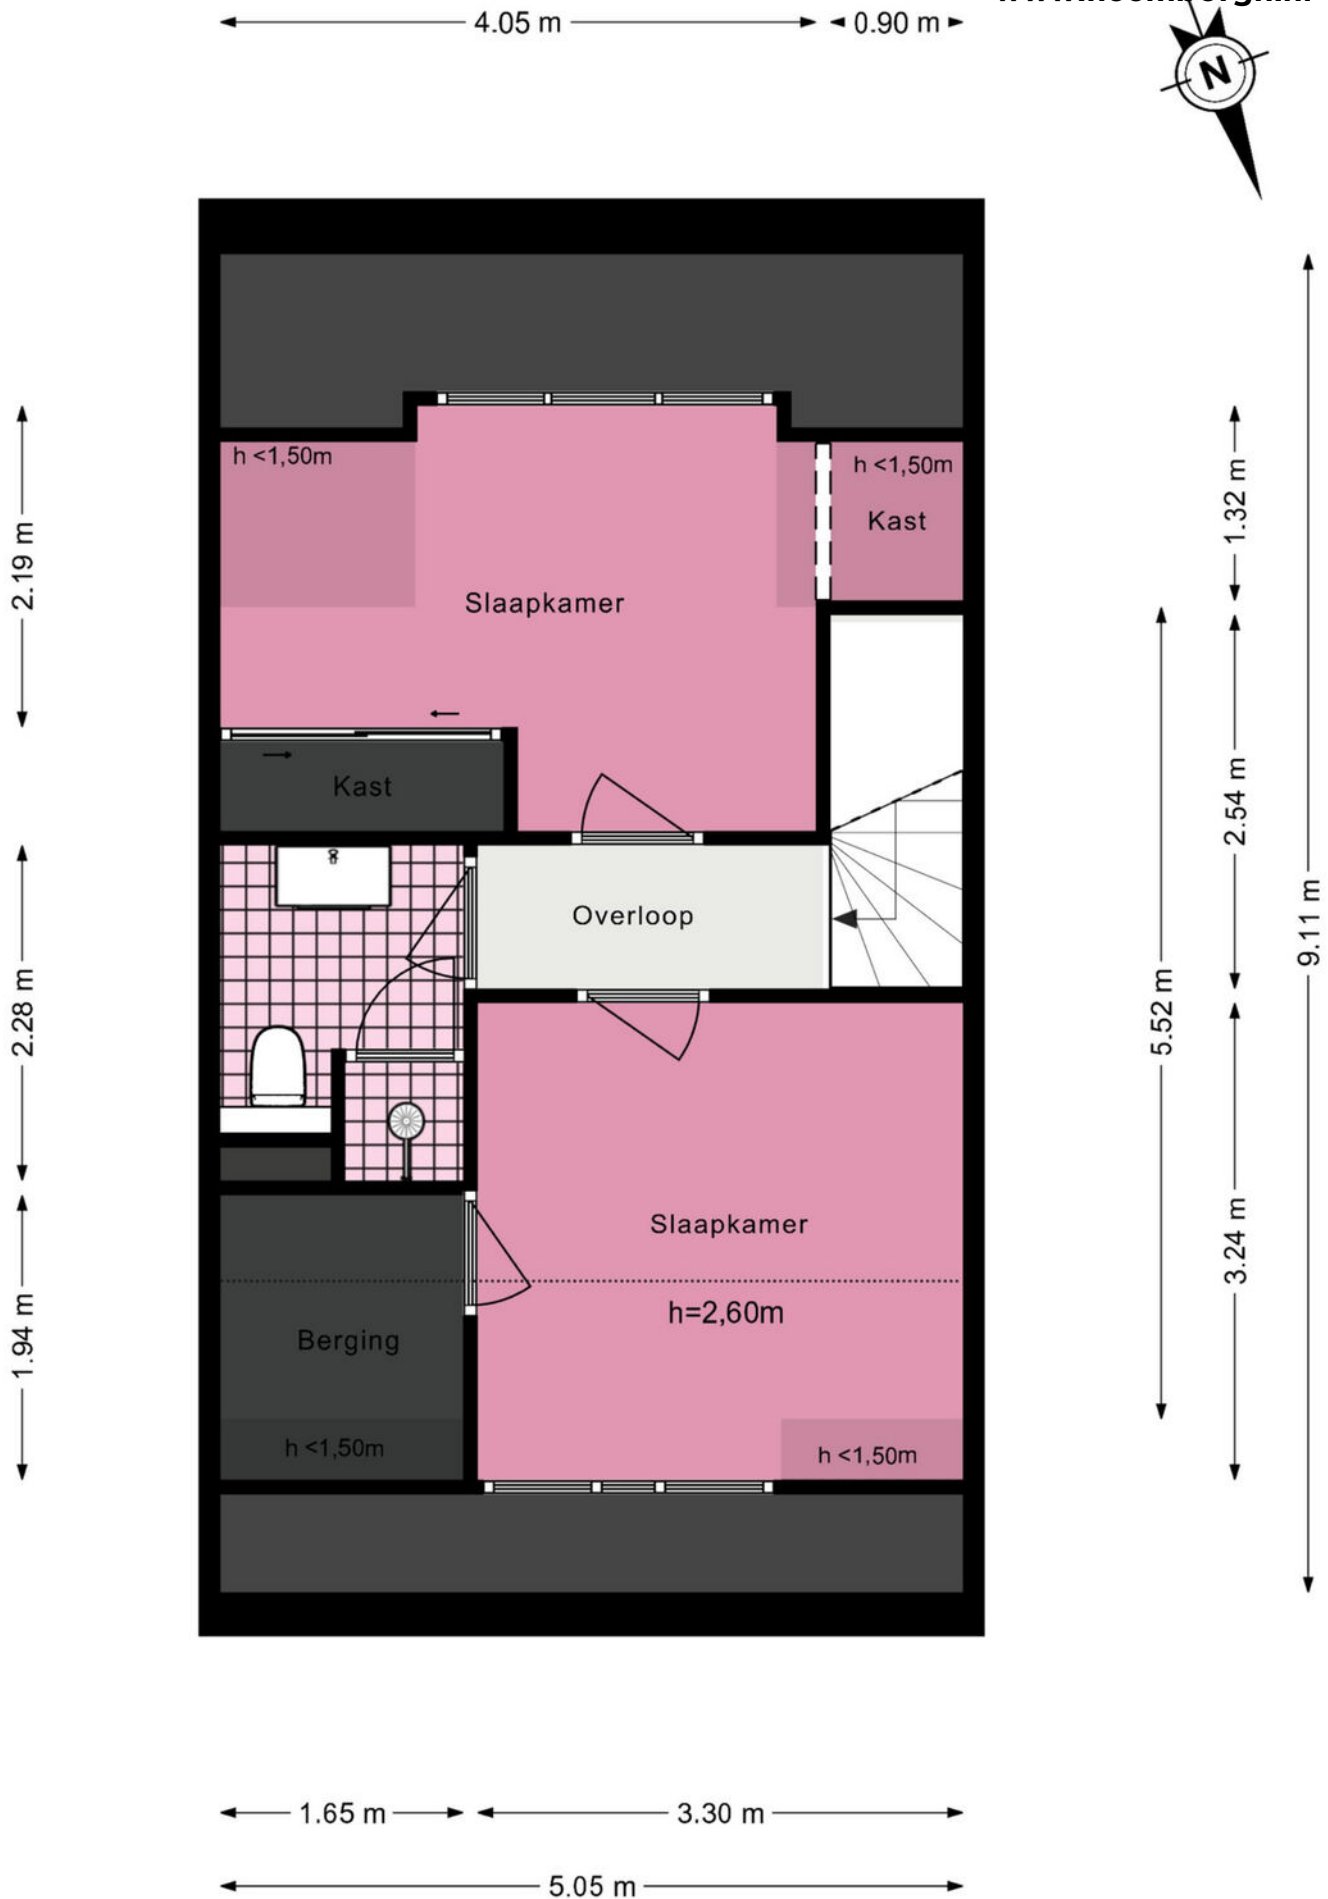 4.05 m
0.90 m
N
h <1,50m
h <1,50m
Kast
1.32 m
2.19 m
Slaapkamer
Kast
2.54 m
Overloop
9.11 m
2.28 m
5.52 m
Slaapkamer
3.24 m
h=2,60m
1.94 m
Berging
h <1,50m
h <1,50m
1.65 m
3.30 m
5.05 m